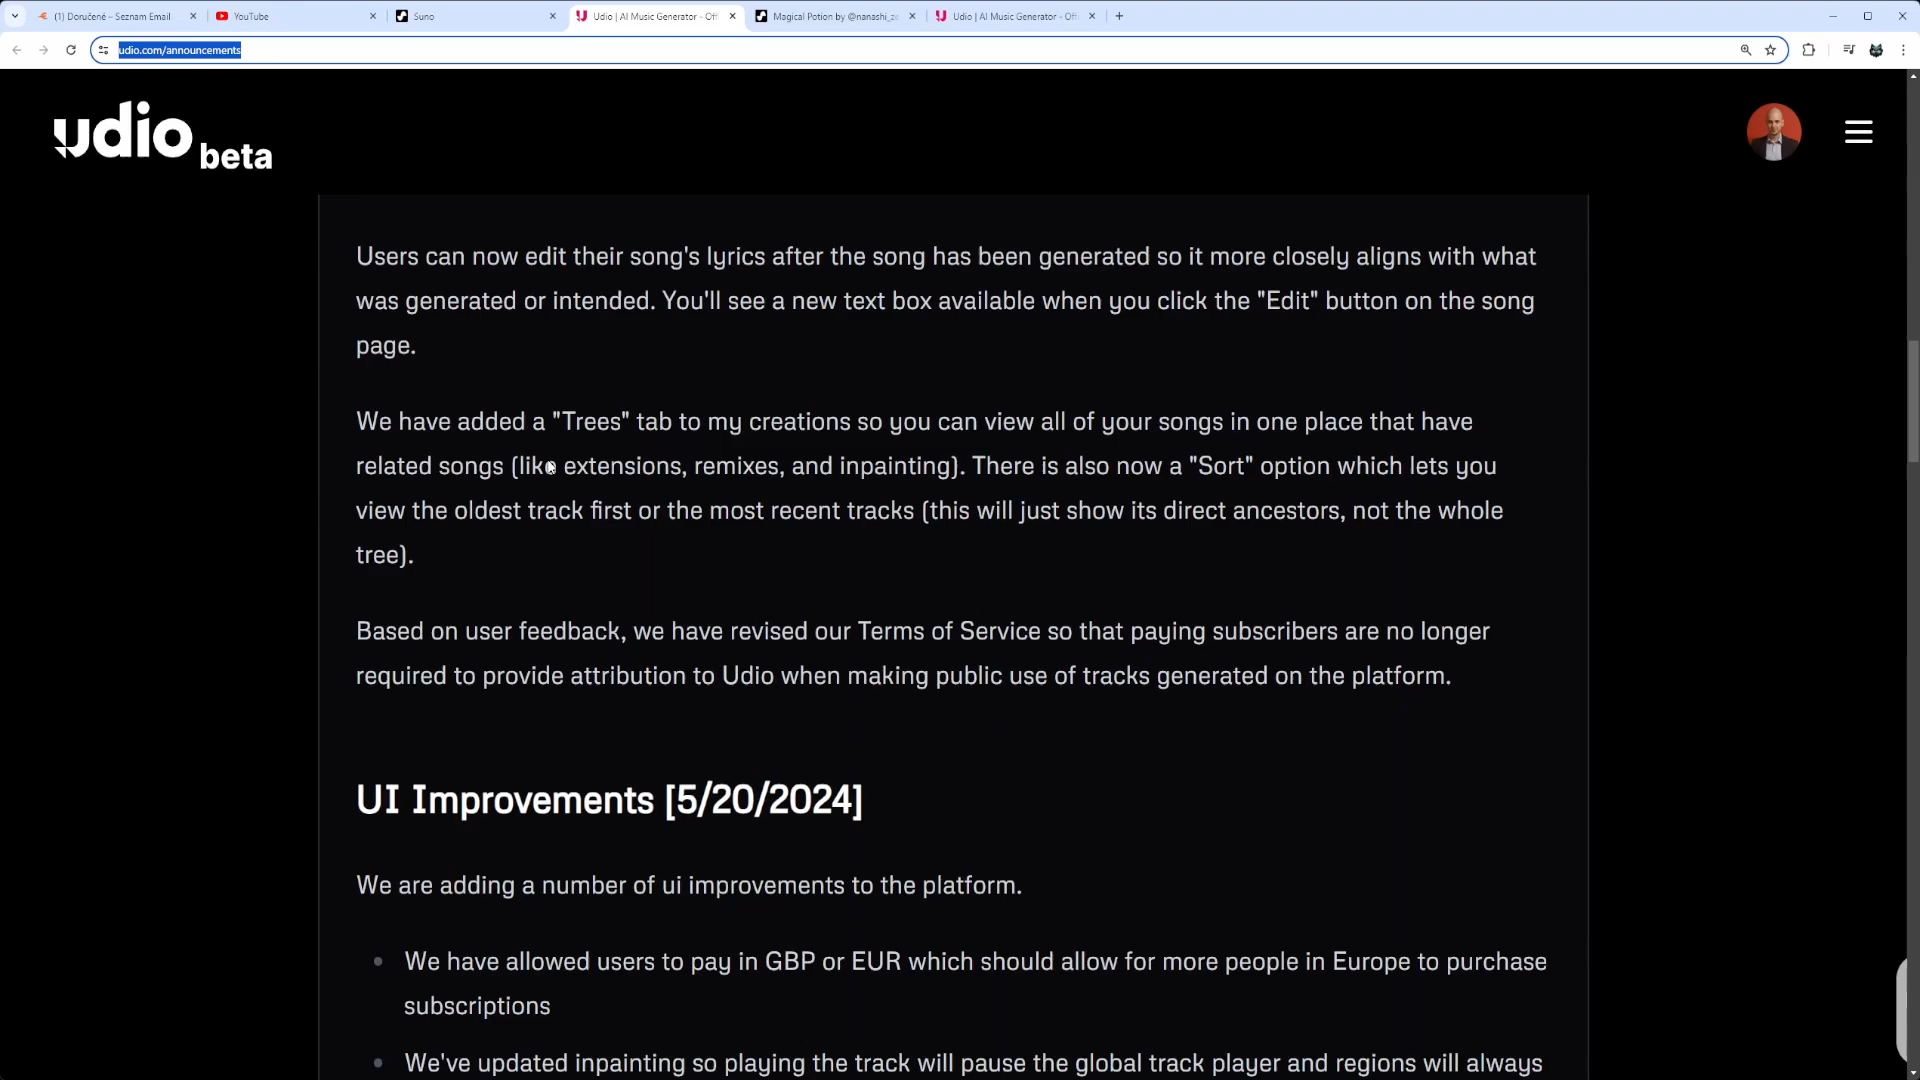 (1) Doručené – Seznam Email
YouTube
Suno
Udio | AI Music Generator - Off
Magical Potion by @nanashi_ze
Udio | AI Music Generator - Off
udio.com/announcements
udio beta
Users can now edit their song's lyrics after the song has been generated so it more closely aligns with what
was generated or intended. You'll see a new text box available when you click the "Edit" button on the song
page.
We have added a "Trees" tab to my creations so you can view all of your songs in one place that have
related songs (like extensions, remixes, and inpainting). There is also now a "Sort" option which lets you
view the oldest track first or the most recent tracks (this will just show its direct ancestors, not the whole
tree).
Based on user feedback, we have revised our Terms of Service so that paying subscribers are no longer
required to provide attribution to Udio when making public use of tracks generated on the platform.
UI Improvements [5/20/2024]
We are adding a number of ui improvements to the platform.
We have allowed users to pay in GBP or EUR which should allow for more people in Europe to purchase
subscriptions
We've updated inpainting so playing the track will pause the global track player and regions will always